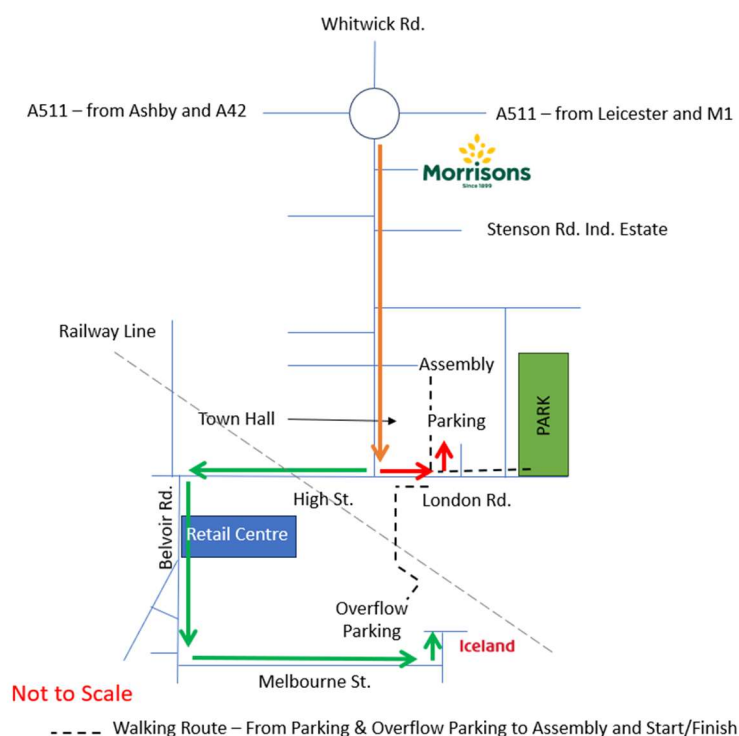 Whitwick Rd.
A511 – from Ashby and A42
A511 – from Leicester and M1
Morrisons
Since 1899
Stenson Rd. Ind. Estate
Railway Line
Assembly
Town Hall
Parking
PARK
High St.
London Rd.
Belvoir Rd.
Retail Centre
Overflow
Parking
Iceland
Melbourne St.
Not to Scale
Walking Route – From Parking & Overflow Parking to Assembly and Start/Finish